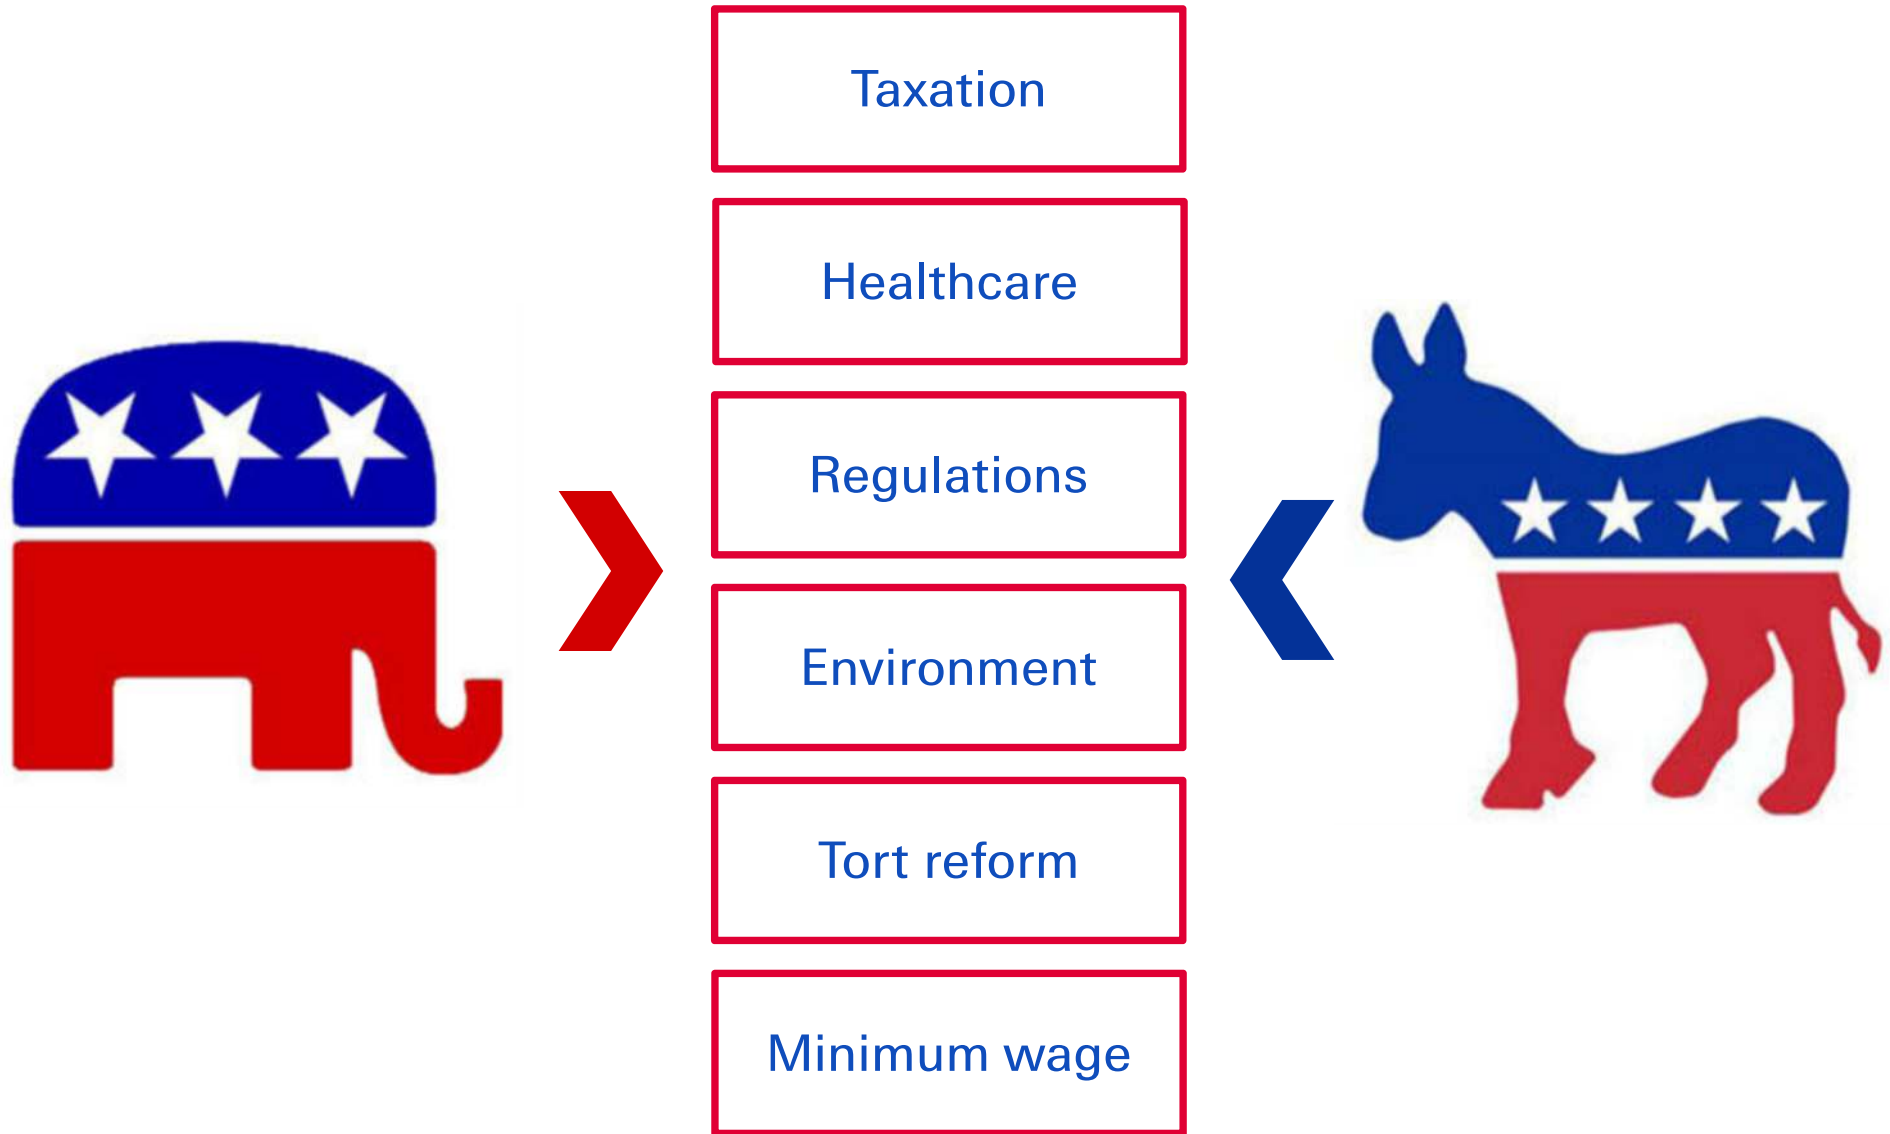 Taxation
Healthcare
Regulations
Environment
Tort reform
Minimum wage